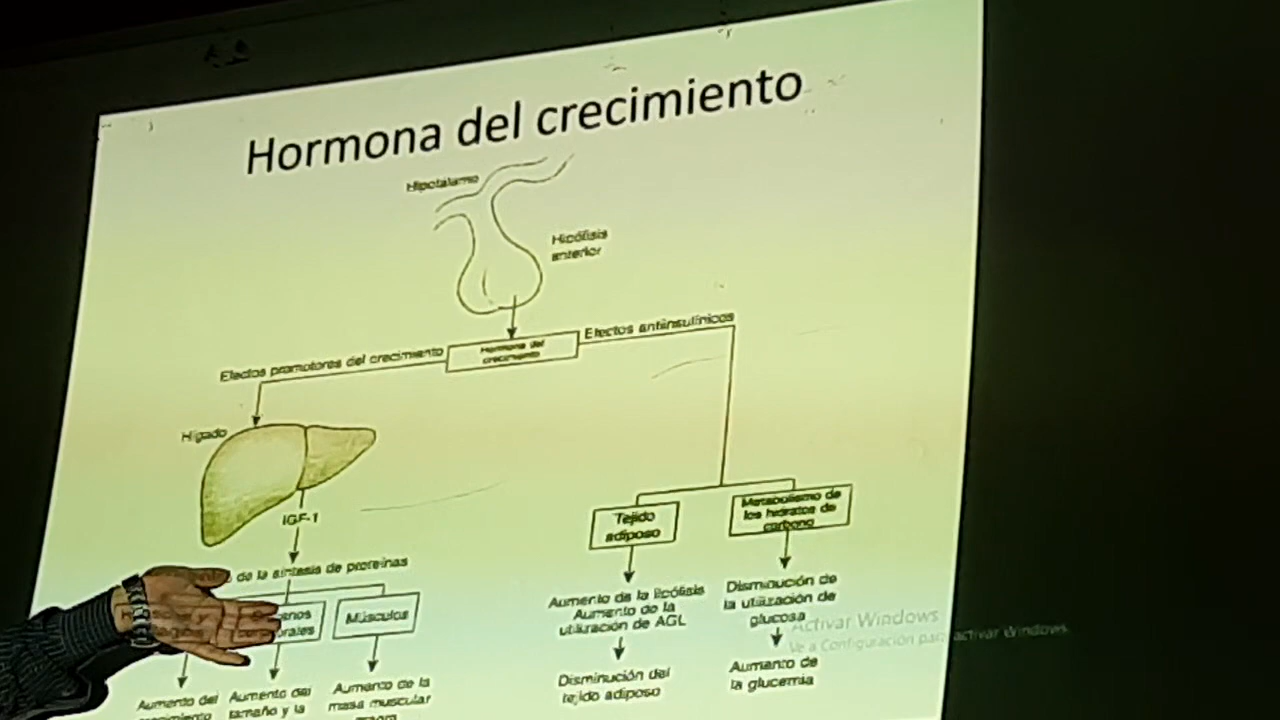 Hormona del crecimiento
Hipotálamo
Hipófisis
anterior
Hormona del
crecimiento
Efectos promotores del crecimiento
Efectos antiinsulínicos
Hígado
IGF-1
de la síntesis de proteínas
Músculos
Tejido
adiposo
Metabolismo de
los hidratos de
carbono
Aumento de la lipólisis
Aumento de la
utilización de AGL
Disminución de
la utilización de
glucosa
Disminución del
tejido adiposo
Aumento de
la glucemia
Aumento del
Aumento del
tamaño y la
Aumento de la
masa muscular
Activar Windows
Ve a Configuración para activar Windows.